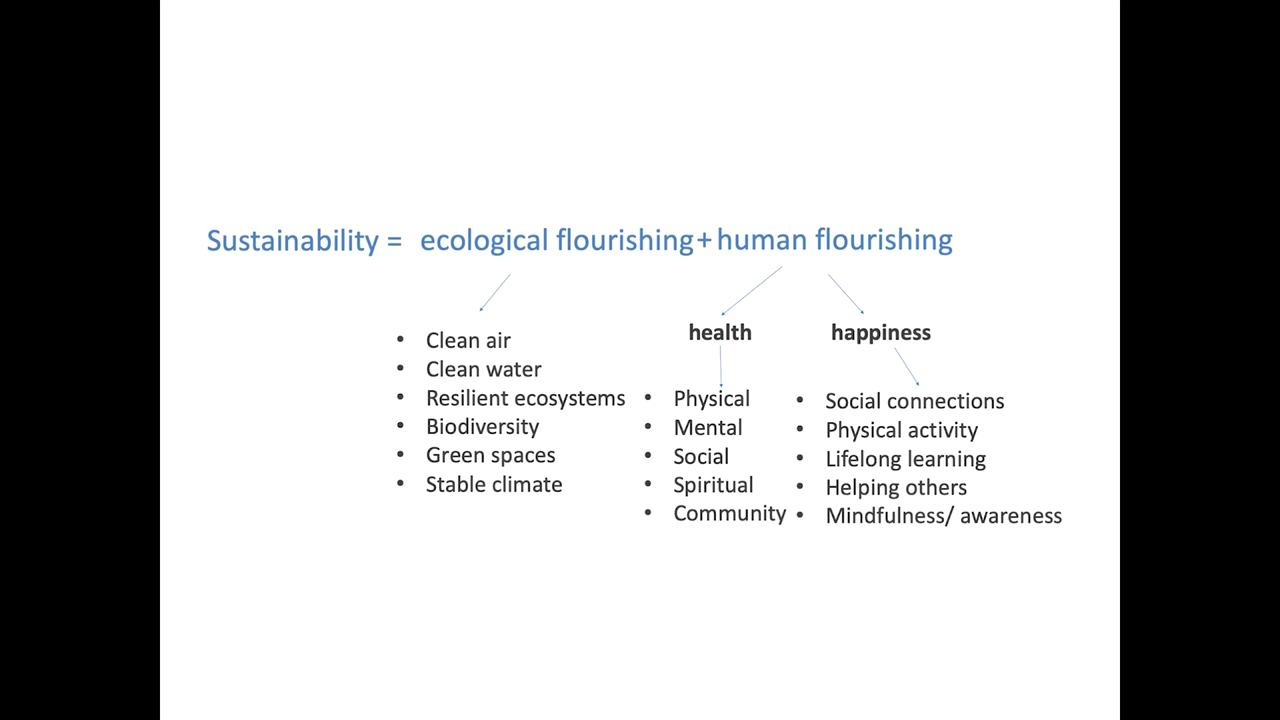 Sustainability = ecological flourishing + human flourishing
• Clean air
• Clean water
• Resilient ecosystems
• Biodiversity
• Green spaces
• Stable climate
health
• Physical
• Mental
• Social
• Spiritual
• Community
happiness
• Social connections
• Physical activity
• Lifelong learning
• Helping others
• Mindfulness/ awareness